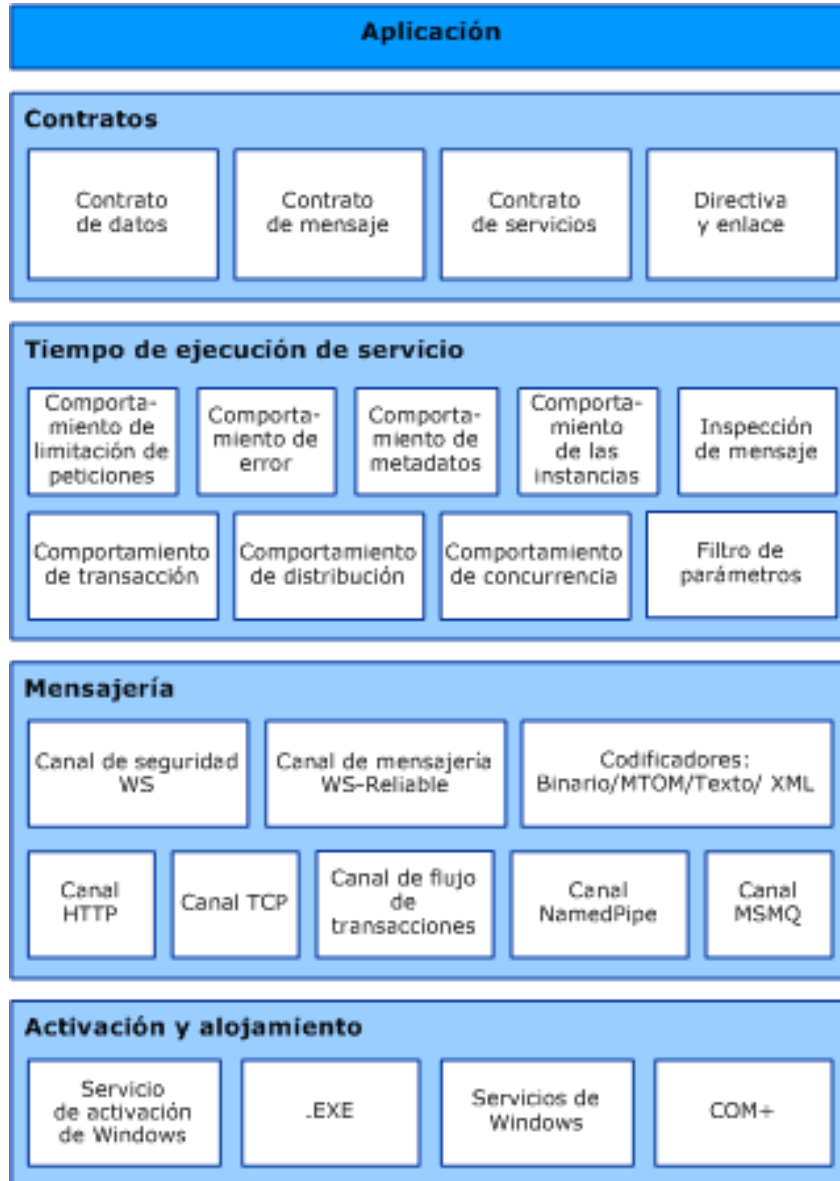 Aplicación
Contratos
Contrato
de datos
Contrato
de mensaje
Contrato
de servicios
Directiva
y enlace
Tiempo de ejecución de servicio
Comporta-
miento de
limitación de
peticiones
Comporta-
miento de
error
Comporta-
miento de
metadatos
Comporta-
miento
de las
instancias
Inspección
de mensaje
Comportamiento
de transacción
Comportamiento
de distribución
Comportamiento
de concurrencia
Filtro de
parámetros
Mensajería
Canal de seguridad
WS
Canal de mensajería
WS-Reliable
Codificadores:
Binario/MTOM/Texto/ XML
Canal
HTTP
Canal TCP
Canal de flujo
de
transacciones
Canal
NamedPipe
Canal
MSMQ
Activación y alojamiento
Servicio
de activación
de Windows
.EXE
Servicios de
Windows
COM+